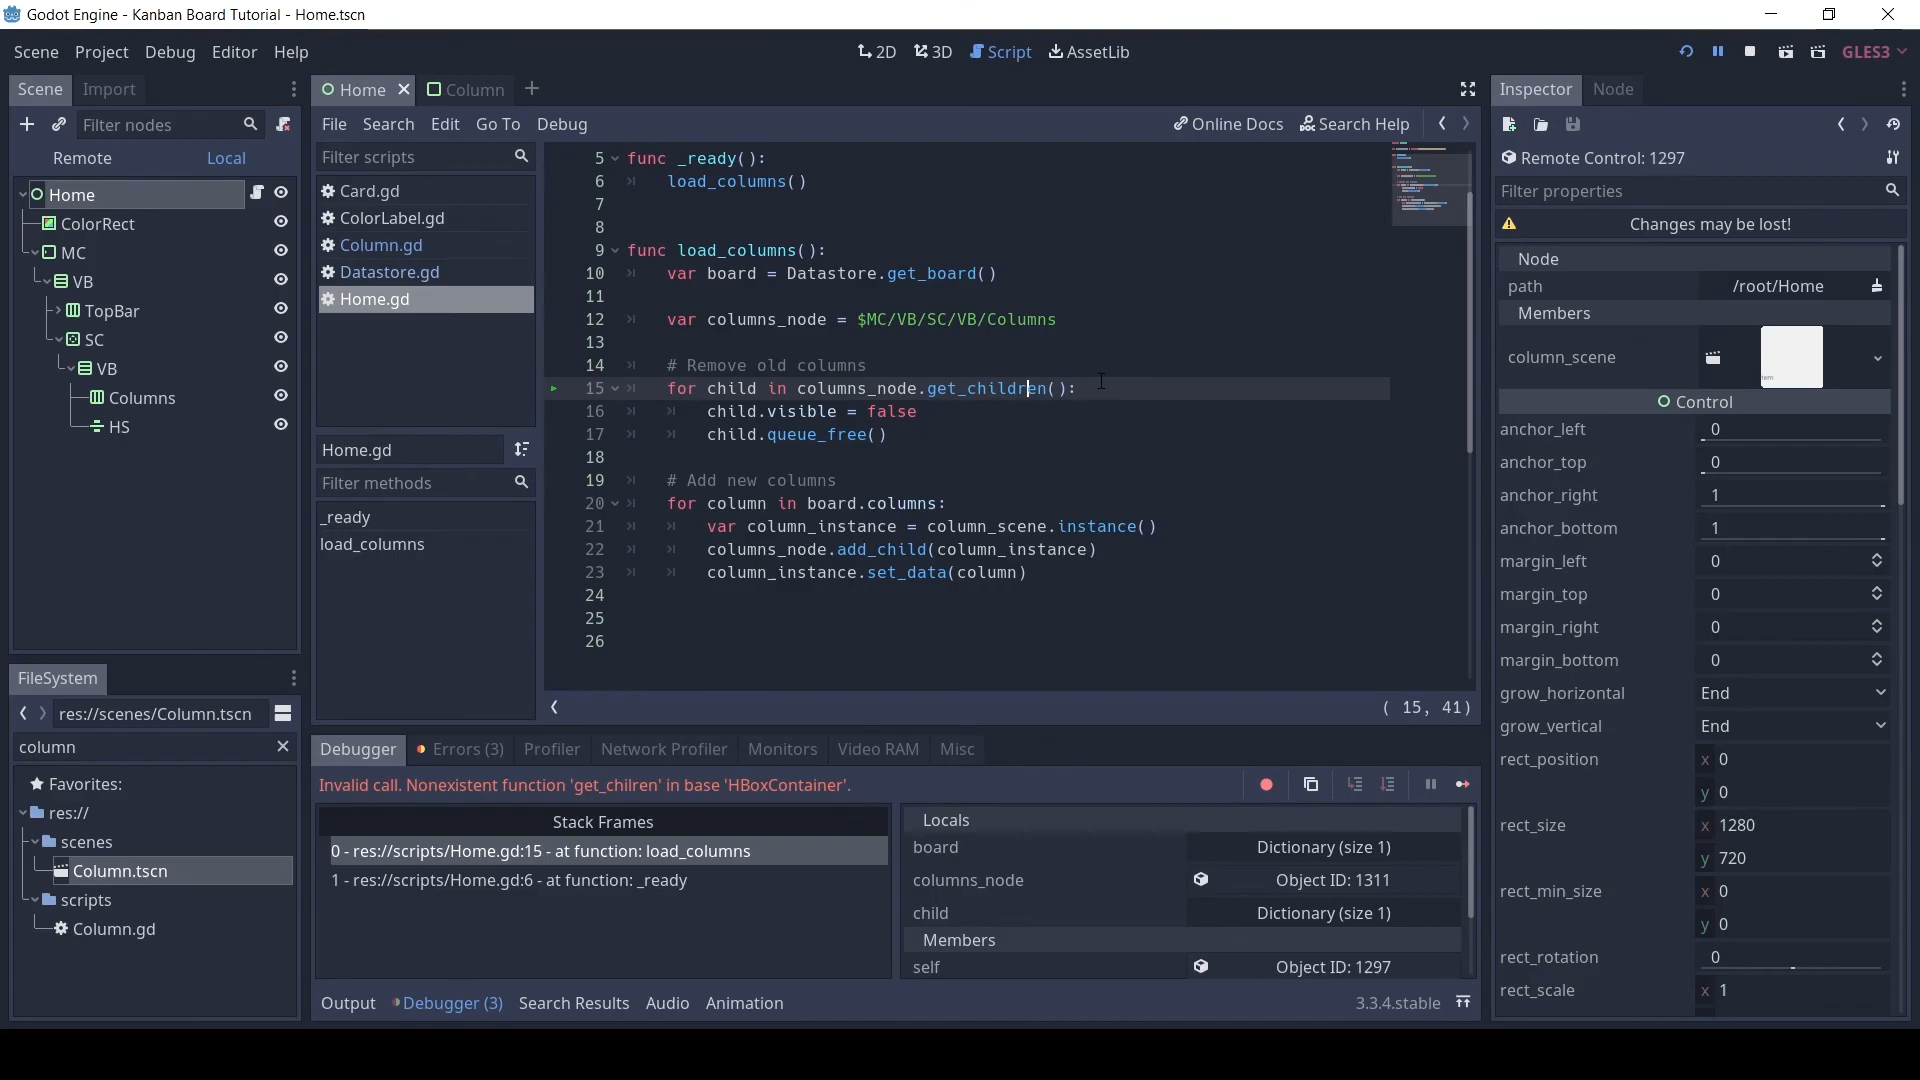 Godot Engine - Kanban Board Tutorial - Home.tscn
Scene Project Debug Editor Help
2D 3D Script AssetLib
GLES3
Scene Import
Filter nodes
Remote Local
Home
ColorRect
MC
VB
TopBar
SC
VB
Columns
HS
FileSystem
res://scenes/Column.tscn
column
Favorites:
res://
scenes
Column.tscn
scripts
Column.gd
Home Column
File Search Edit Go To Debug
Online Docs Search Help
Filter scripts
Card.gd
ColorLabel.gd
Column.gd
Datastore.gd
Home.gd
Home.gd
Filter methods
_ready
load_columns
5 func _ready():
6 load_columns()
7
8
9 func load_columns():
10 var board = Datastore.get_board()
11
12 var columns_node = $MC/VB/SC/VB/Columns
13
14 # Remove old columns
15 for child in columns_node.get_children():
16 child.visible = false
17 child.queue_free()
18
19 # Add new columns
20 for column in board.columns:
21 var column_instance = column_scene.instance()
22 columns_node.add_child(column_instance)
23 column_instance.set_data(column)
24
25
26
( 15, 41)
Debugger Errors (3) Profiler Network Profiler Monitors Video RAM Misc
Invalid call. Nonexistent function 'get_chilren' in base 'HBoxContainer'.
Stack Frames
0 - res://scripts/Home.gd:15 - at function: load_columns
1 - res://scripts/Home.gd:6 - at function: _ready
Locals
board Dictionary (size 1)
columns_node Object ID: 1311
child Dictionary (size 1)
Members
self Object ID: 1297
Output Debugger (3) Search Results Audio Animation
3.3.4.stable
Inspector Node
Remote Control: 1297
Filter properties
Changes may be lost!
Node
path /root/Home
Members
column_scene
Control
anchor_left 0
anchor_top 0
anchor_right 1
anchor_bottom 1
margin_left 0
margin_top 0
margin_right 0
margin_bottom 0
grow_horizontal End
grow_vertical End
rect_position x 0
y 0
rect_size x 1280
y 720
rect_min_size x 0
y 0
rect_rotation 0
rect_scale x 1